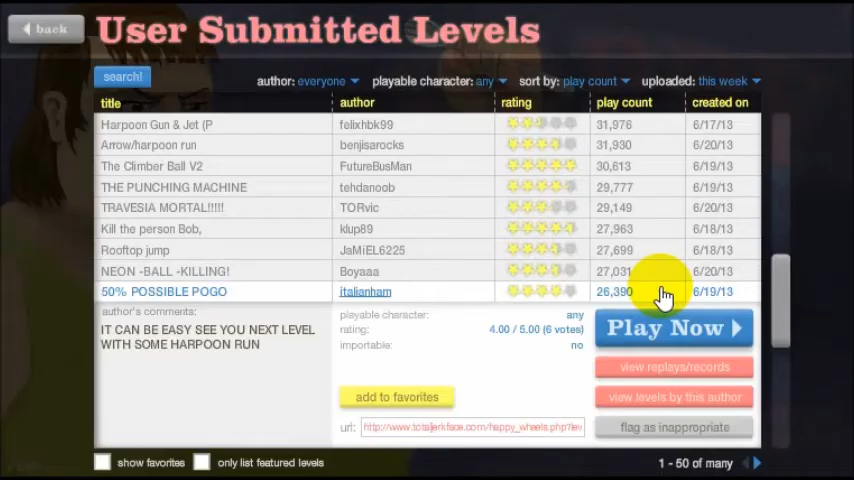 back
User Submitted Levels
search!
author: everyone playable character: any sort by: play count uploaded: this week
title author rating play count created on
Harpoon Gun & Jet (P felixhbk99 31,976 6/17/13
Arrow/harpoon run benjisarocks 31,930 6/20/13
The Climber Ball V2 FutureBusMan 30,613 6/19/13
THE PUNCHING MACHINE tehdanoob 29,777 6/19/13
TRAVESIA MORTAL!!!!! TORvic 29,149 6/20/13
Kill the person Bob, klup89 27,963 6/18/13
Rooftop jump JaMiEL6225 27,699 6/18/13
NEON -BALL -KILLING! Boyaaa 27,031 6/20/13
50% POSSIBLE POGO italianham 26,390 6/19/13
author's comments:
IT CAN BE EASY SEE YOU NEXT LEVEL
WITH SOME HARPOON RUN
playable character: any
rating: 4.00 / 5.00 (6 votes)
importable: no
Play Now
view replays/records
add to favorites
view levels by this author
url: http://www.totaljerkface.com/happy_wheels.php?lev
flag as inappropriate
show favorites only list featured levels 1 - 50 of many